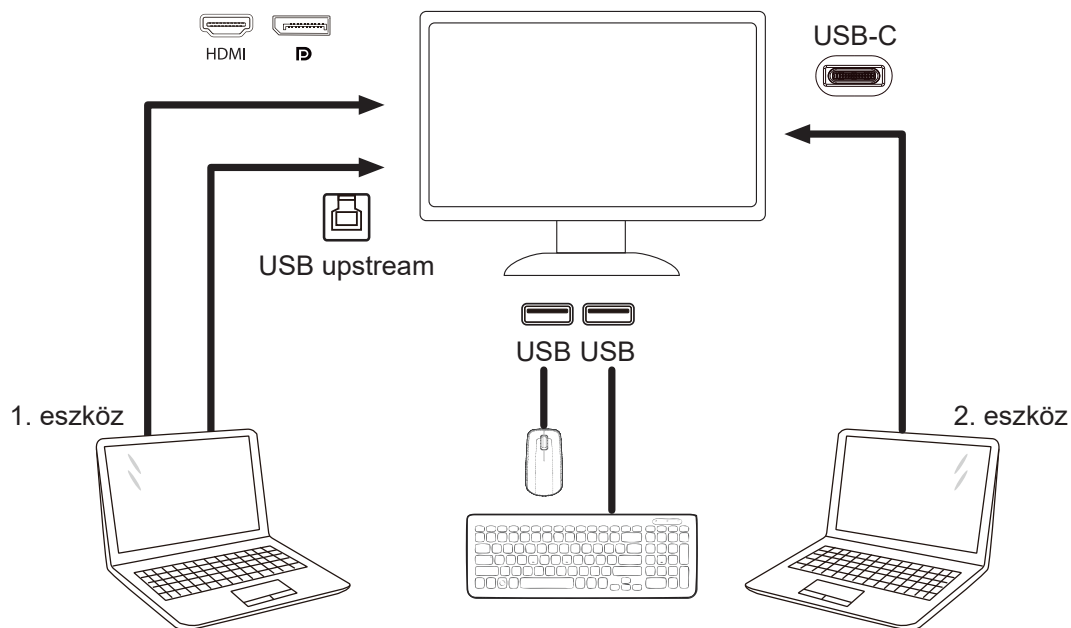 HDMI
USB-C
USB upstream
USB USB
1. eszköz
2. eszköz